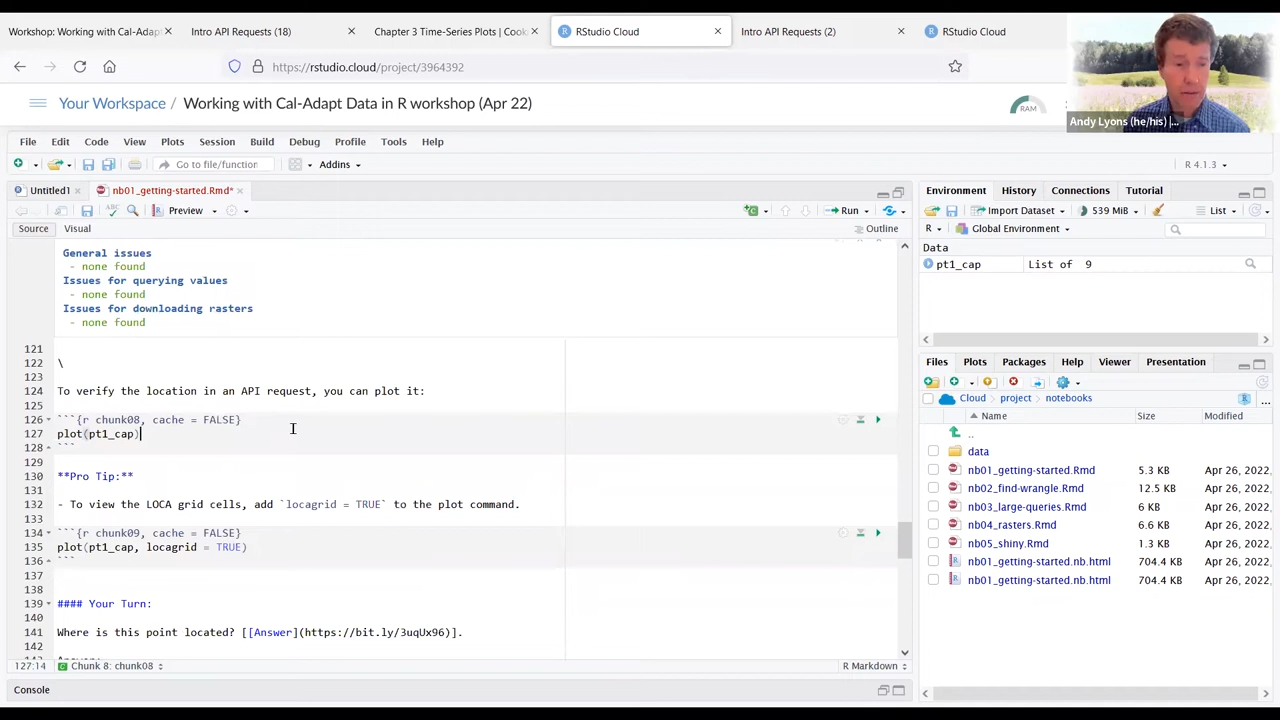 Workshop: Working with Cal-Adapt
Intro API Requests (18)
Chapter 3 Time-Series Plots | Cook
RStudio Cloud
Intro API Requests (2)
RStudio Cloud
https://rstudio.cloud/project/3964392
Your Workspace / Working with Cal-Adapt Data in R workshop (Apr 22)
RAM
Andy Lyons (he/his) |...
File Edit Code View Plots Session Build Debug Profile Tools Help
Go to file/function
Addins
R 4.1.3
Untitled1
nb01_getting-started.Rmd*
Preview
Run
Source
Visual
Outline
General issues
- none found
Issues for querying values
- none found
Issues for downloading rasters
- none found
121
122 \
123
124 To verify the location in an API request, you can plot it:
125
126 ```{r chunk08, cache = FALSE}
127 plot(pt1_cap)
128 ```
129
130 **Pro Tip:**
131
132 - To view the LOCA grid cells, add `locagrid = TRUE` to the plot command.
133
134 ```{r chunk09, cache = FALSE}
135 plot(pt1_cap, locagrid = TRUE)
136 ```
137
138
139 #### Your Turn:
140
141 Where is this point located? [[Answer](https://bit.ly/3uqUx96)].
142
127:14
Chunk 8: chunk08
R Markdown
Console
Environment History Connections Tutorial
Import Dataset
539 MiB
List
R
Global Environment
Data
pt1_cap List of 9
Files Plots Packages Help Viewer Presentation
Cloud project notebooks
...
Name Size Modified
..
data
nb01_getting-started.Rmd 5.3 KB Apr 26, 2022,
nb02_find-wrangle.Rmd 12.5 KB Apr 26, 2022,
nb03_large-queries.Rmd 6 KB Apr 26, 2022,
nb04_rasters.Rmd 6.6 KB Apr 26, 2022,
nb05_shiny.Rmd 1.3 KB Apr 26, 2022,
nb01_getting-started.nb.html 704.4 KB Apr 26, 2022,
nb01_getting-started.nb.html 704.4 KB Apr 26, 2022,